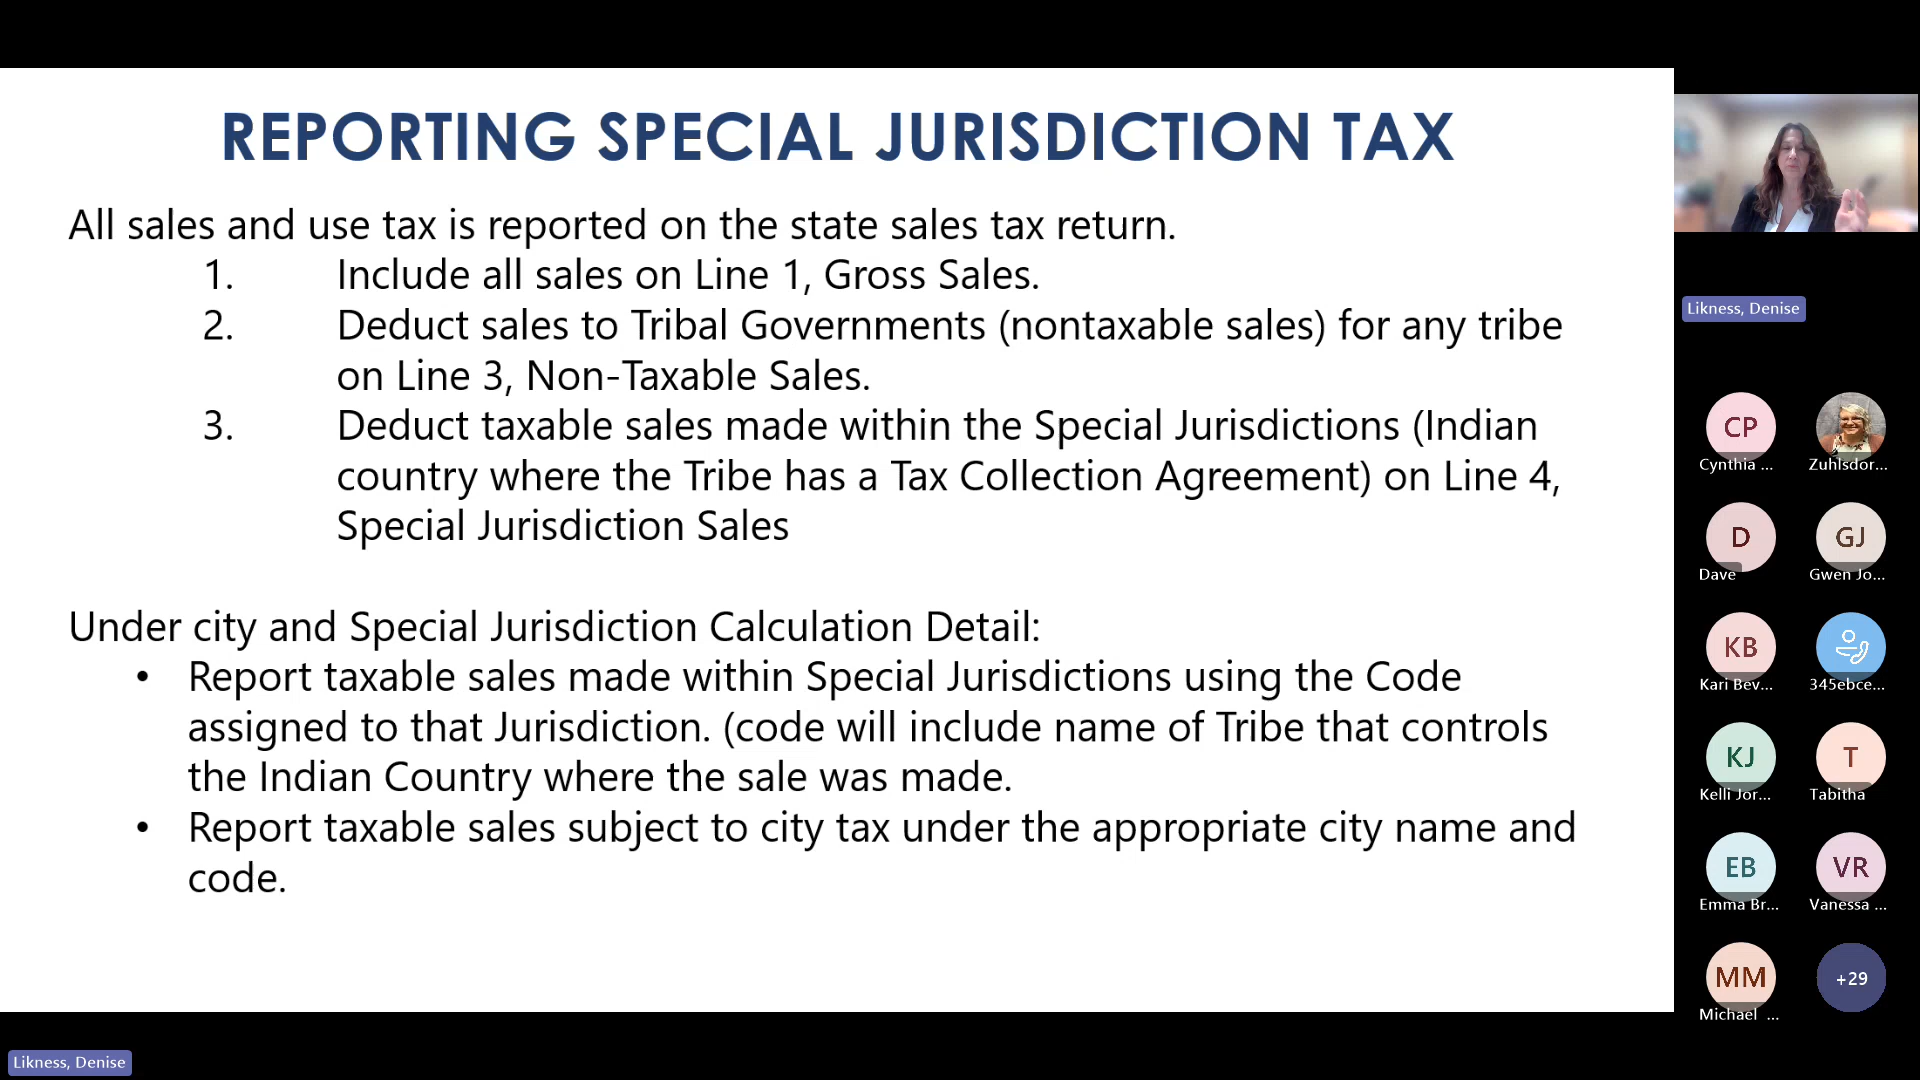 REPORTING SPECIAL JURISDICTION TAX
All sales and use tax is reported on the state sales tax return.
1. Include all sales on Line 1, Gross Sales.
2. Deduct sales to Tribal Governments (nontaxable sales) for any tribe
on Line 3, Non-Taxable Sales.
3. Deduct taxable sales made within the Special Jurisdictions (Indian
country where the Tribe has a Tax Collection Agreement) on Line 4,
Special Jurisdiction Sales
Under city and Special Jurisdiction Calculation Detail:
• Report taxable sales made within Special Jurisdictions using the Code
assigned to that Jurisdiction. (code will include name of Tribe that controls
the Indian Country where the sale was made.
• Report taxable sales subject to city tax under the appropriate city name and
code.
Likness, Denise
CP
Cynthia ...
Zuhlsdor...
D
Dave
GJ
Gwen Jo...
KB
Kari Bev...
345ebce...
KJ
Kelli Jor...
T
Tabitha
EB
Emma Br...
VR
Vanessa ...
MM
Michael ...
+29
Likness, Denise